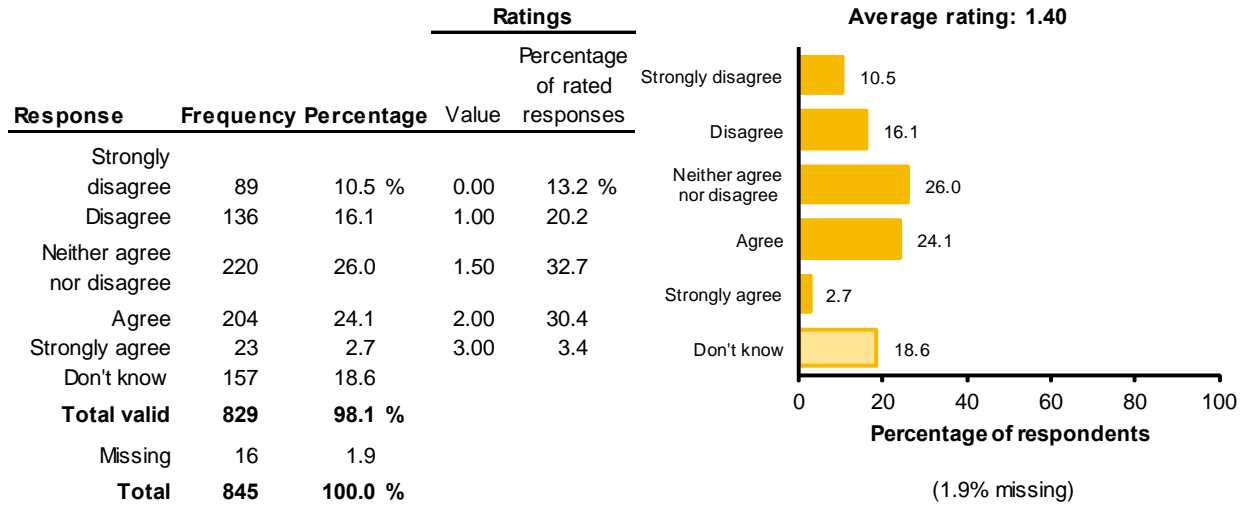 Ratings
Percentage
of rated
Response Frequency Percentage Value responses
Strongly
disagree 89 10.5 % 0.00 13.2 %
Disagree 136 16.1 1.00 20.2
Neither agree
nor disagree 220 26.0 1.50 32.7
Agree 204 24.1 2.00 30.4
Strongly agree 23 2.7 3.00 3.4
Don't know 157 18.6
Total valid 829 98.1 %
Missing 16 1.9
Total 845 100.0 %
Average rating: 1.40
Strongly disagree 10.5
Disagree 16.1
Neither agree
nor disagree 26.0
Agree 24.1
Strongly agree 2.7
Don't know 18.6
0 20 40 60 80 100
Percentage of respondents
(1.9% missing)